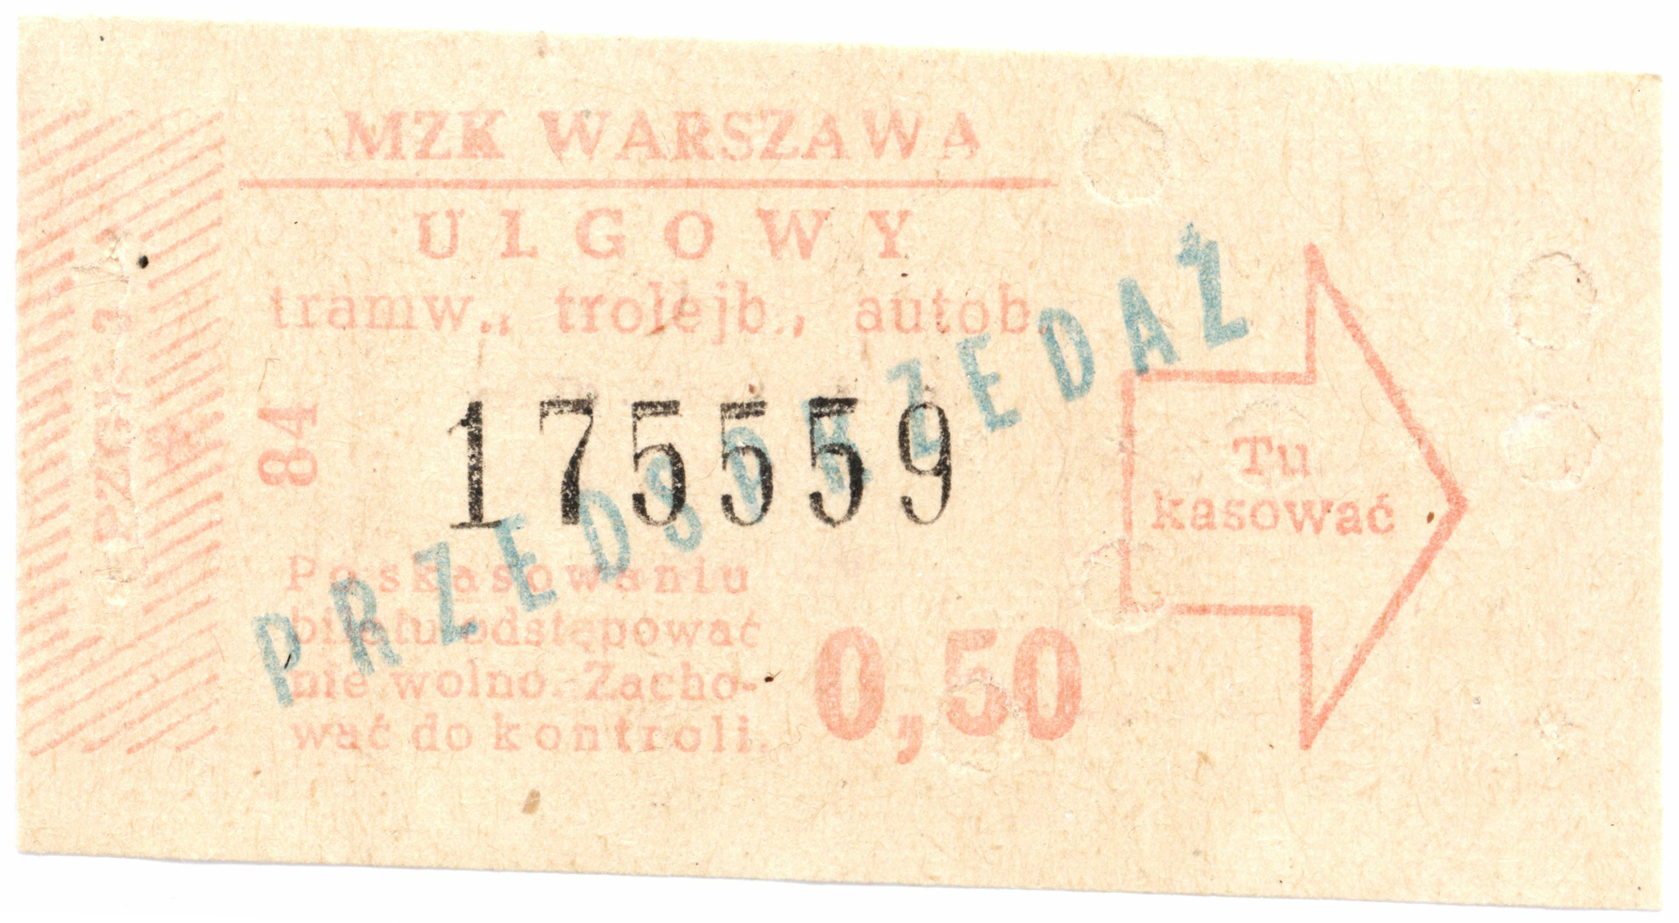 MZK WARSZAWA
ULGOWY
tramw., trolejb., autob.
84
175559
PRZEDSPRZEDAŻ
Po skasowaniu
biletu odstępować
nie wolno. Zacho-
wać do kontroli.
0,50
Tu
kasować